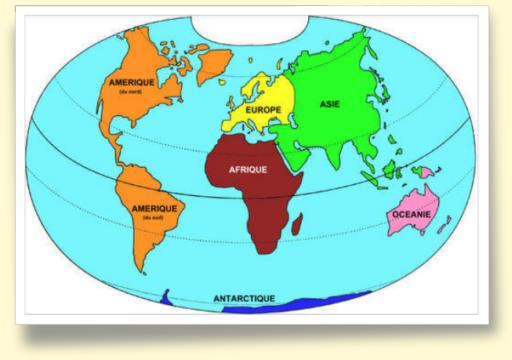 AMERIQUE
(du nord)
EUROPE
ASIE
AFRIQUE
AMERIQUE
(du sud)
OCEANIE
ANTARCTIQUE